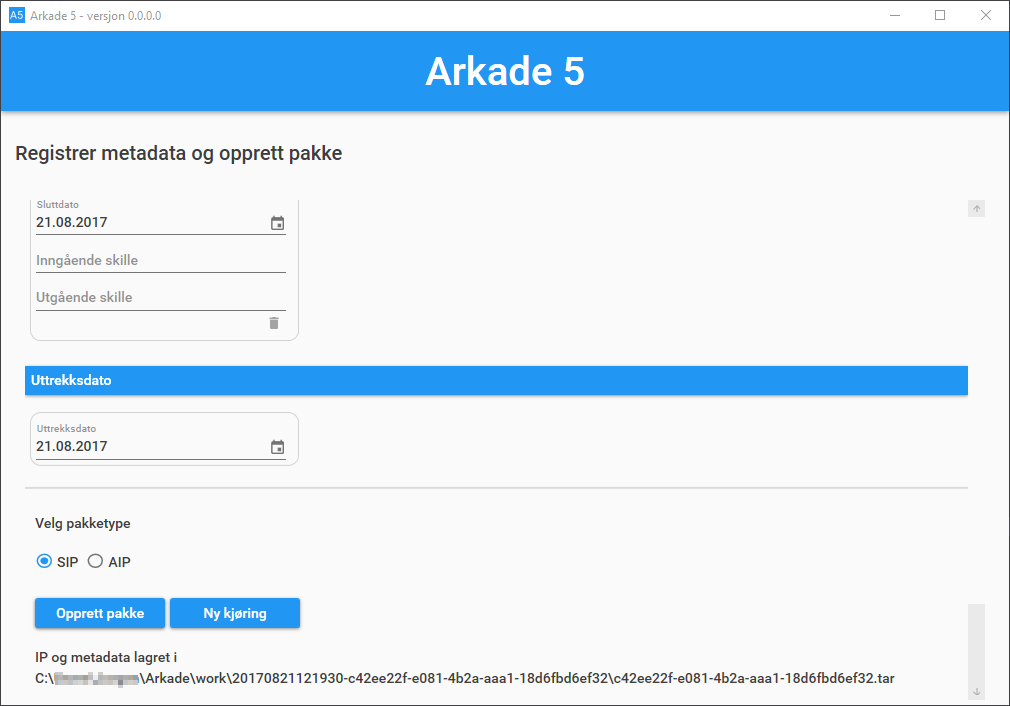 A5 Arkade 5 - versjon 0.0.0.0
Arkade 5
Registrer metadata og opprett pakke
Sluttdato
21.08.2017
Inngående skille
Utgående skille
Uttrekksdato
Uttrekksdato
21.08.2017
Velg pakketype
SIP AIP
Opprett pakke Ny kjøring
IP og metadata lagret i
C:\ \Arkade\work\20170821121930-c42ee22f-e081-4b2a-aaa1-18d6fbd6ef32\c42ee22f-e081-4b2a-aaa1-18d6fbd6ef32.tar